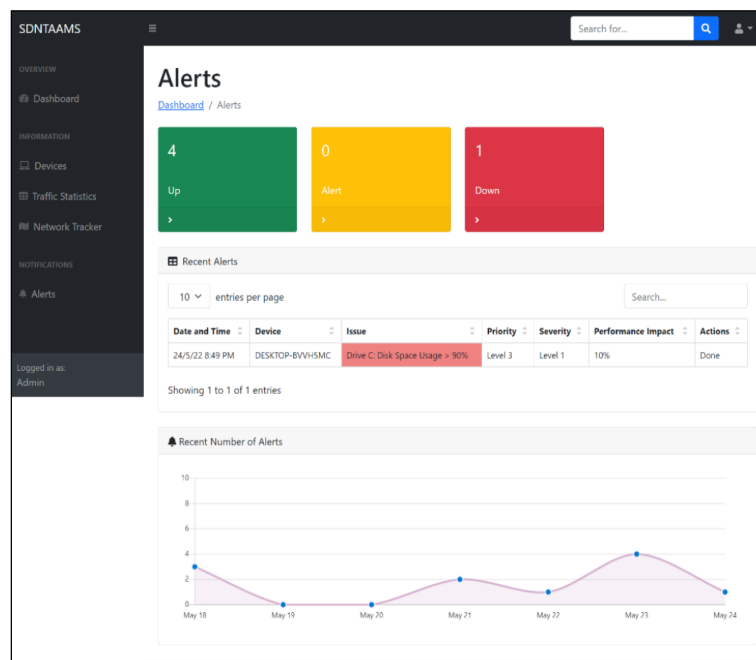 SDNTAAMS
Search for...
OVERVIEW
Dashboard
INFORMATION
Devices
Traffic Statistics
Network Tracker
NOTIFICATIONS
Alerts
Logged in as:
Admin
Alerts
Dashboard / Alerts
4
Up
0
Alert
1
Down
Recent Alerts
10 entries per page
Search...
Date and Time Device Issue Priority Severity Performance Impact Actions
24/5/22 8:49 PM DESKTOP-BVVH5MC Drive C: Disk Space Usage > 90% Level 3 Level 1 10% Done
Showing 1 to 1 of 1 entries
Recent Number of Alerts
10
8
6
4
2
0
May 18 May 19 May 20 May 21 May 22 May 23 May 24